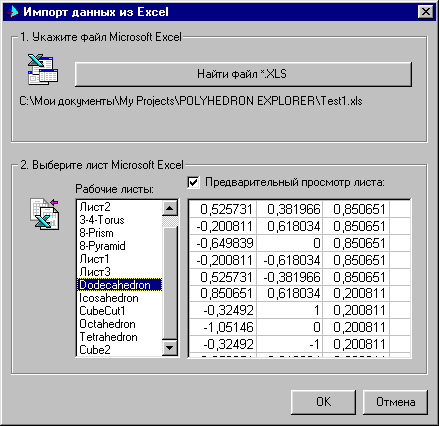 Импорт данных из Excel
1. Укажите файл Microsoft Excel
Найти файл *.XLS
C:\Мои документы\My Projects\POLYHEDRON EXPLORER\Test1.xls
2. Выберите лист Microsoft Excel
Рабочие листы:
Предварительный просмотр листа:
Лист2
3-4-Torus
8-Prism
8-Pyramid
Лист1
Лист3
Dodecahedron
Icosahedron
CubeCut1
Octahedron
Tetrahedron
Cube2
0,525731 0,381966 0,850651
-0,200811 0,618034 0,850651
-0,649839 0 0,850651
-0,200811 -0,618034 0,850651
0,525731 -0,381966 0,850651
0,850651 0,618034 0,200811
-0,32492 1 0,200811
-1,05146 0 0,200811
-0,32492 -1 0,200811
OK
Отмена